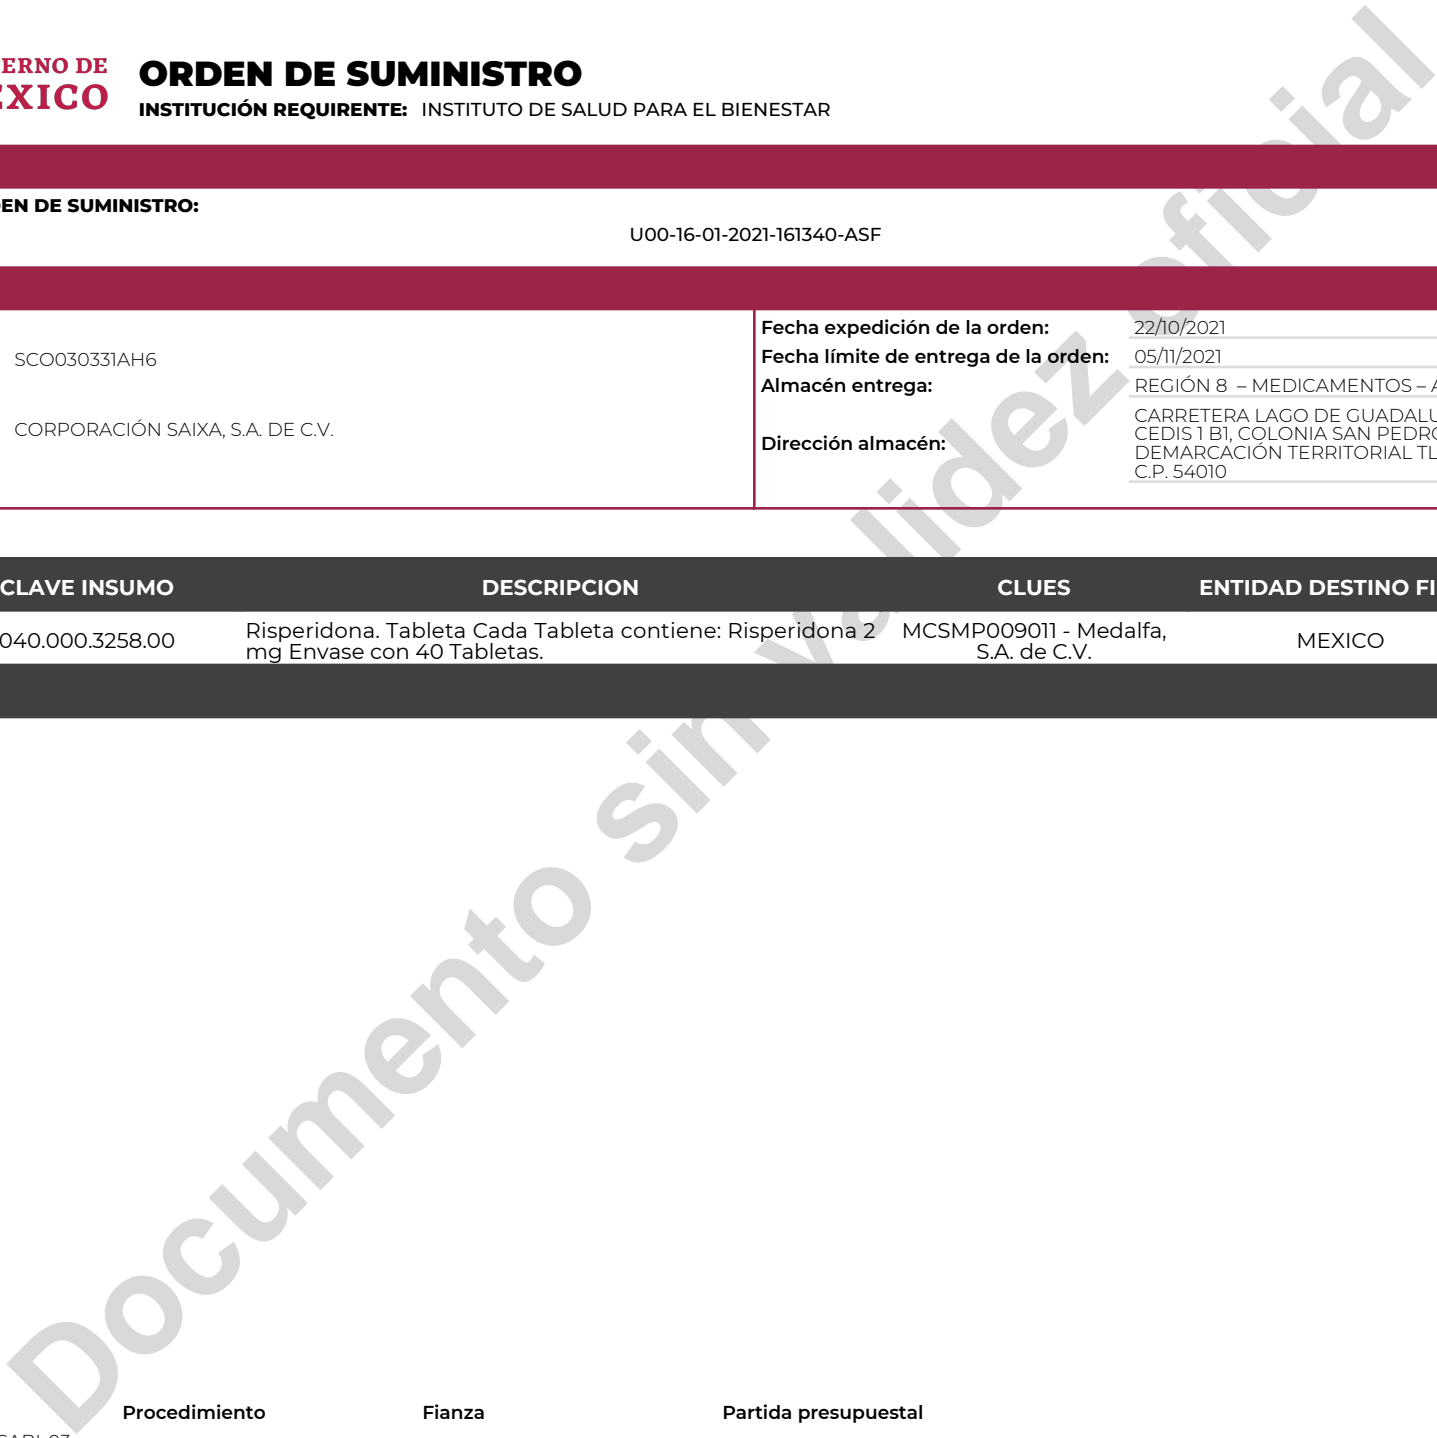 ERNO DE
EXICO
ORDEN DE SUMINISTRO
INSTITUCIÓN REQUIRENTE: INSTITUTO DE SALUD PARA EL BIENESTAR
EN DE SUMINISTRO:
U00-16-01-2021-161340-ASF
SCO030331AH6
CORPORACIÓN SAIXA, S.A. DE C.V.
Fecha expedición de la orden: 22/10/2021
Fecha límite de entrega de la orden: 05/11/2021
Almacén entrega: REGIÓN 8 – MEDICAMENTOS – A
Dirección almacén:
CARRETERA LAGO DE GUADALU
CEDIS 1 B1, COLONIA SAN PEDRO
DEMARCACIÓN TERRITORIAL TL
C.P. 54010
CLAVE INSUMO DESCRIPCION CLUES ENTIDAD DESTINO FI
040.000.3258.00
Risperidona. Tableta Cada Tableta contiene: Risperidona 2
mg Envase con 40 Tabletas.
MCSMP009011 - Medalfa,
S.A. de C.V.
MEXICO
Documento sin validez oficial
Procedimiento Fianza Partida presupuestal